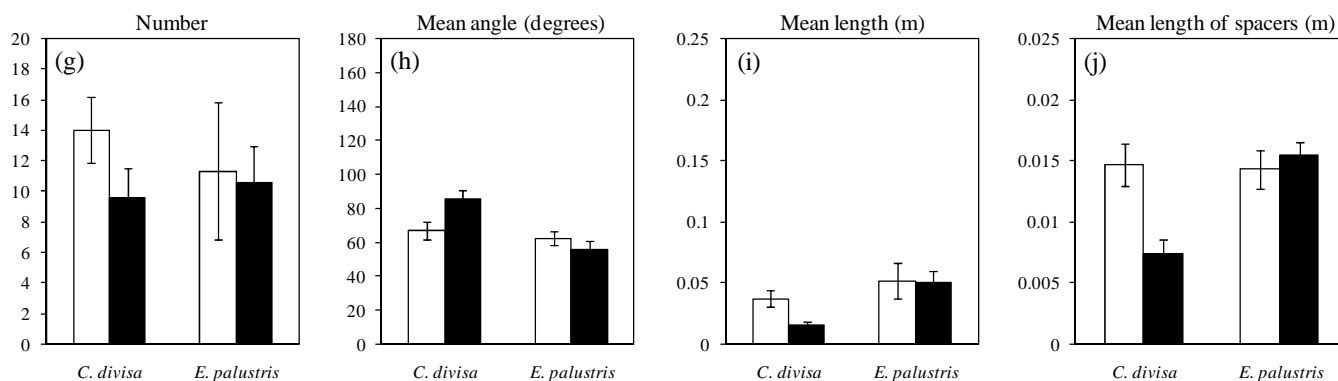 Number
(g)
20
18
16
14
12
10
8
6
4
2
0
C. divisa E. palustris
Mean angle (degrees)
(h)
180
160
140
120
100
80
60
40
20
0
C. divisa E. palustris
Mean length (m)
(i)
0.25
0.2
0.15
0.1
0.05
0
C. divisa E. palustris
Mean length of spacers (m)
(j)
0.025
0.02
0.015
0.01
0.005
0
C. divisa E. palustris